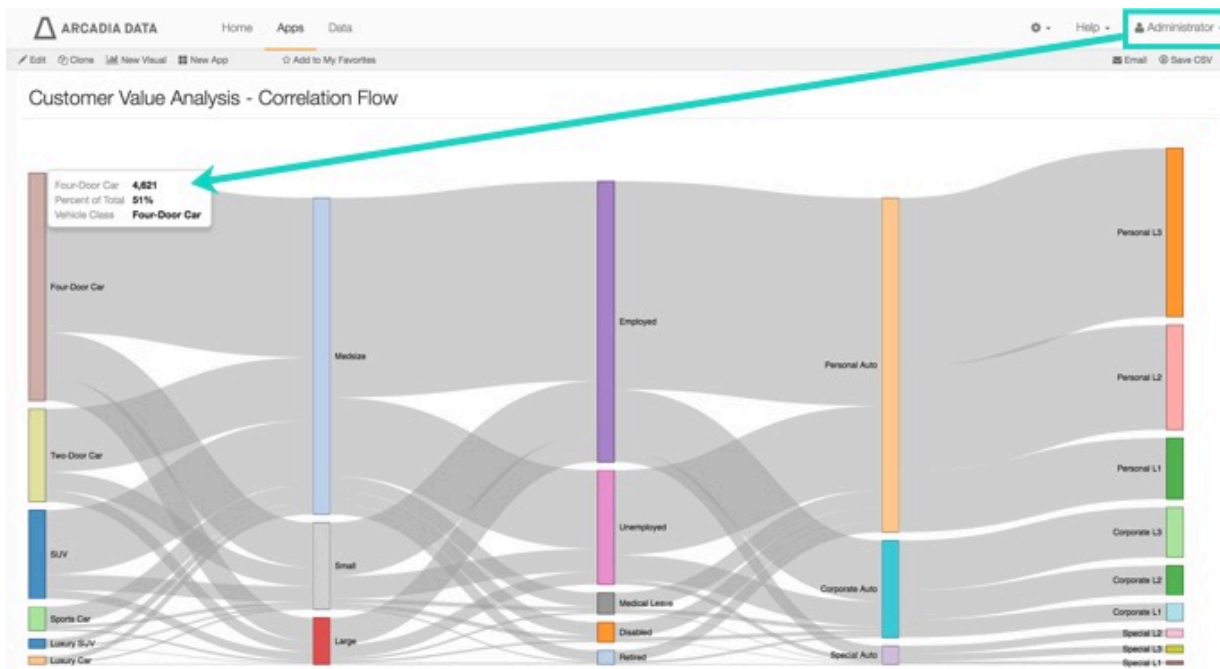 ARCADIA DATA Home Apps Data Help Administrator
Edit Clone New Visual New App Add to My Favorites Email Save CSV
Customer Value Analysis - Correlation Flow
Four-Door Car 4,621
Percent of Total 51%
Vehicle Class Four-Door Car
Four-Door Car
Two-Door Car
SUV
Sports Car
Luxury SUV
Luxury Car
Medsize
Small
Large
Employed
Unemployed
Medical Leave
Disabled
Retired
Personal Auto
Corporate Auto
Special Auto
Personal L3
Personal L2
Personal L1
Corporate L3
Corporate L2
Corporate L1
Special L2
Special L3
Special L1